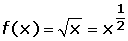 f(x) = √x = x^{1/2}